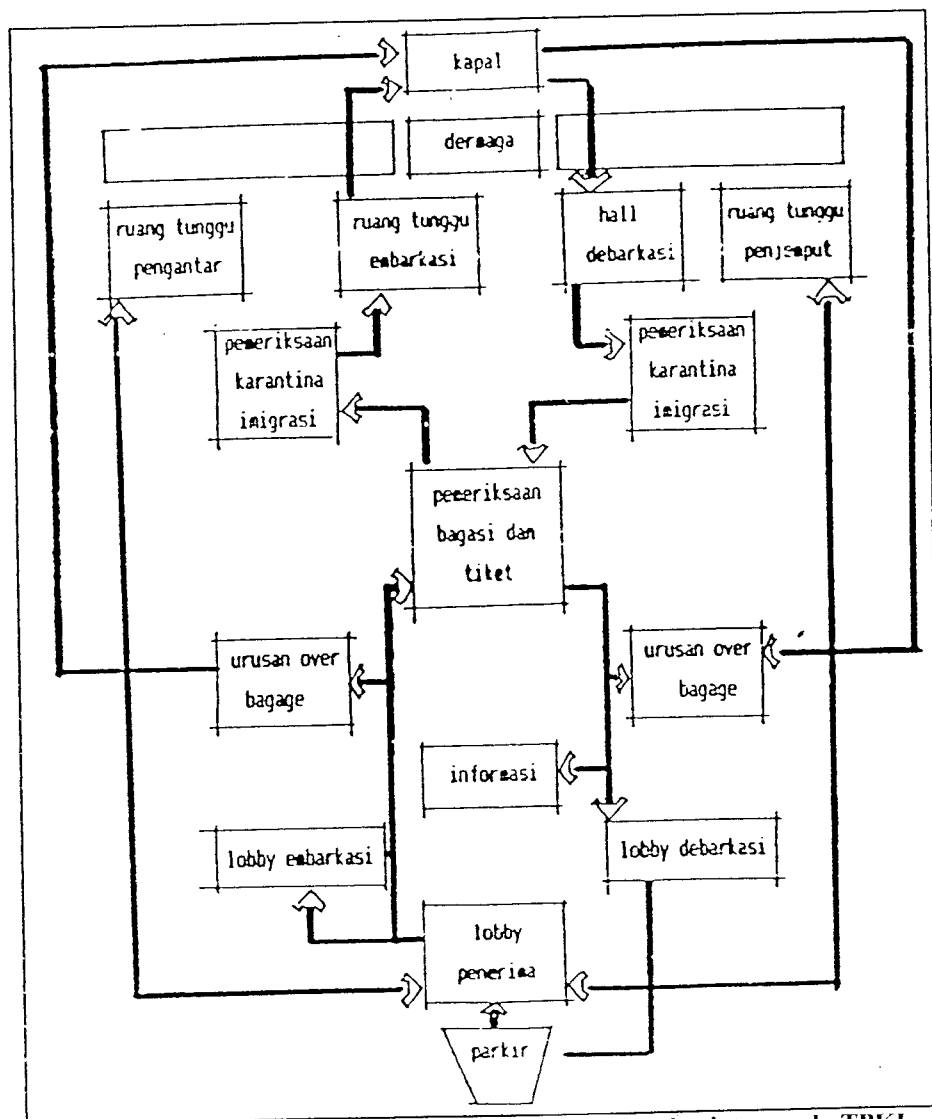 kapal
dermaga
ruang tunggu
pengantar
ruang tunggu
embarkasi
hall
debarkasi
ruang tunggu
penjemput
pemeriksaan
karantina
imigrasi
pemeriksaan
karantina
imigrasi
pemeriksaan
bagasi dan
tiket
urusan over
bagage
urusan over
bagage
informasi
lobby embarkasi
lobby debarkasi
lobby
penerima
parkir